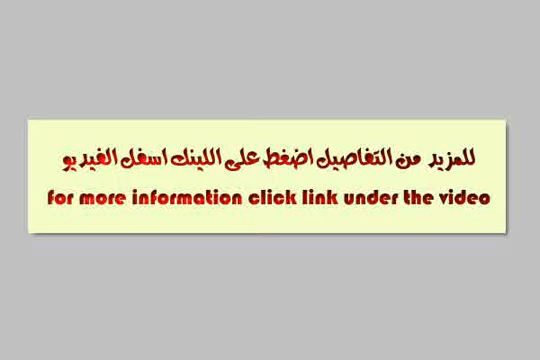 للمزيد من التفاصيل اضغط على اللينك اسفل الفيديو
for more information click link under the video